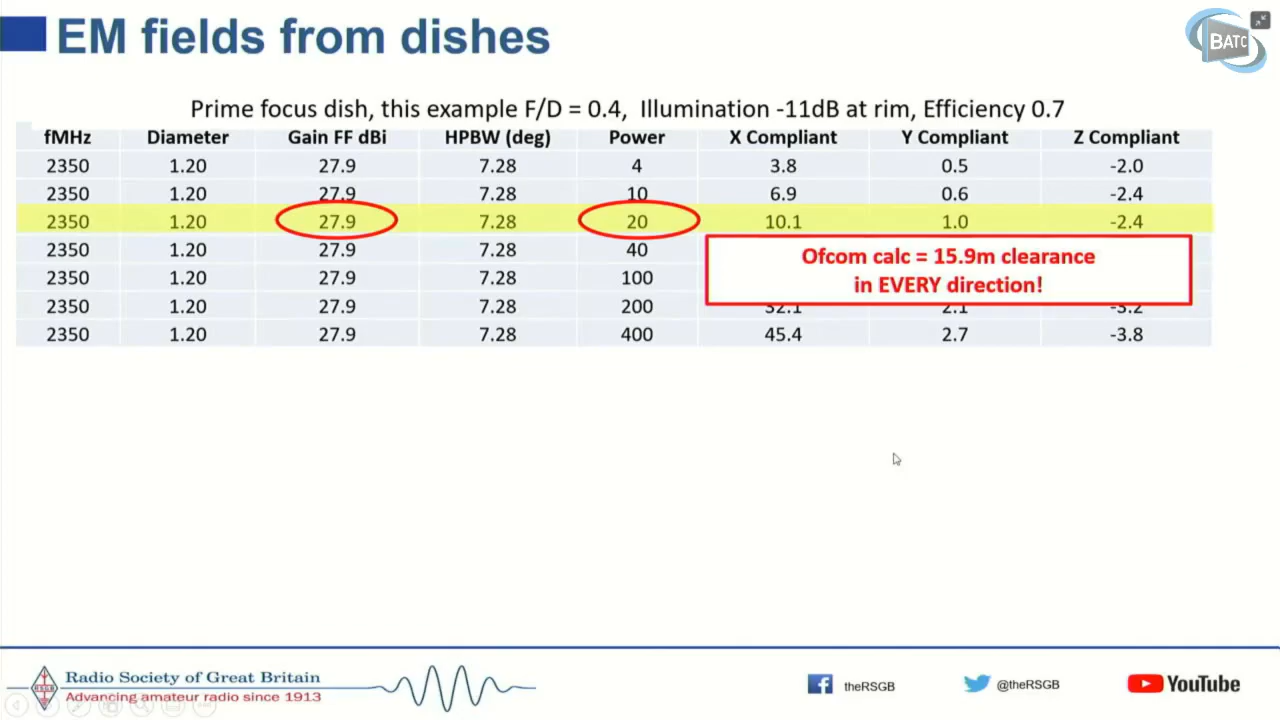 EM fields from dishes
BATC
Prime focus dish, this example F/D = 0.4, Illumination -11dB at rim, Efficiency 0.7
fMHz Diameter Gain FF dBi HPBW (deg) Power X Compliant Y Compliant Z Compliant
2350 1.20 27.9 7.28 4 3.8 0.5 -2.0
2350 1.20 27.9 7.28 10 6.9 0.6 -2.4
2350 1.20 27.9 7.28 20 10.1 1.0 -2.4
2350 1.20 27.9 7.28 40
Ofcom calc = 15.9m clearance
in EVERY direction!
2350 1.20 27.9 7.28 100
2350 1.20 27.9 7.28 200 32.1 2.1 -3.2
2350 1.20 27.9 7.28 400 45.4 2.7 -3.8
RSGB
Radio Society of Great Britain
Advancing amateur radio since 1913
theRSGB
@theRSGB
YouTube